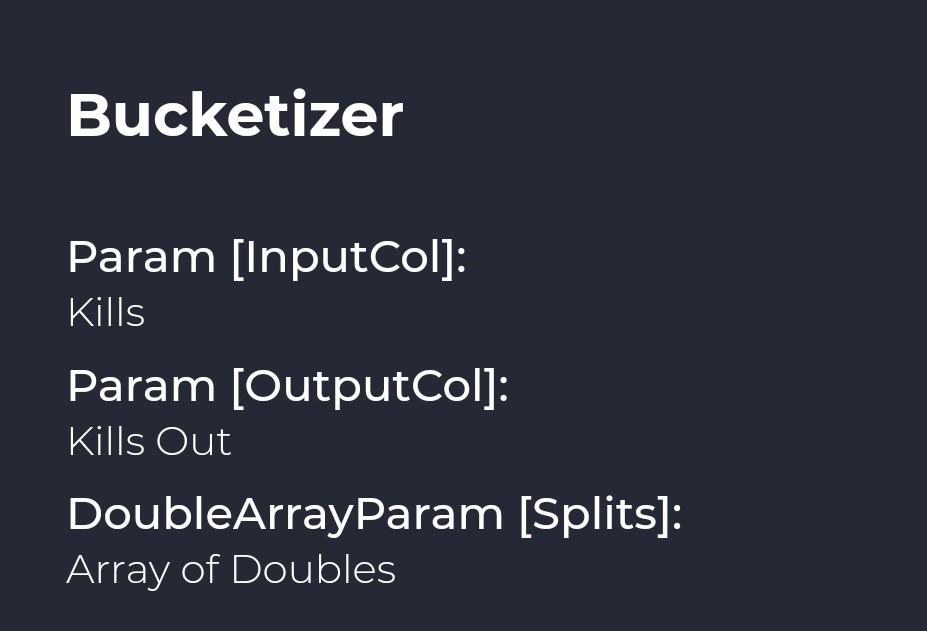 Bucketizer
Param [InputCol]:
Kills
Param [OutputCol]:
Kills Out
DoubleArrayParam [Splits]:
Array of Doubles